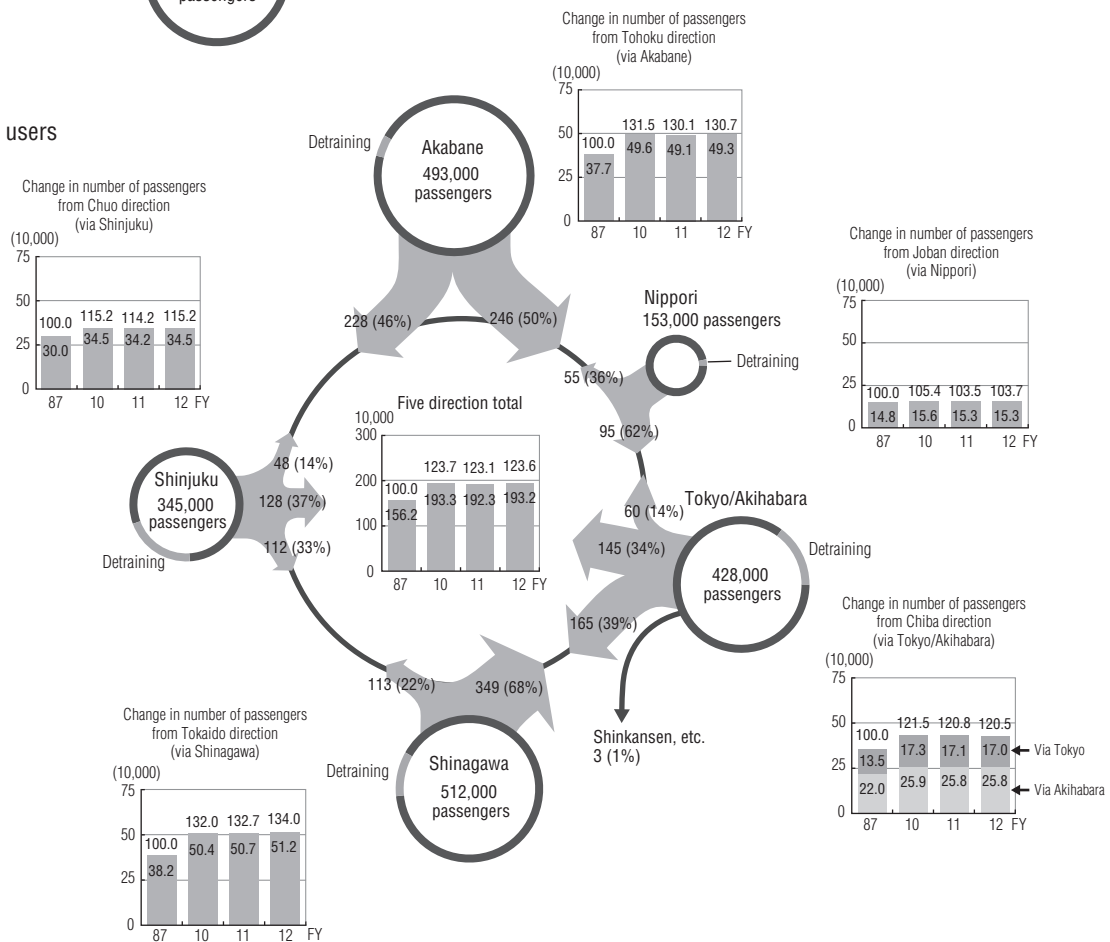 passengers
users
Change in number of passengers
from Tohoku direction
(via Akabane)
(10,000)
75
50
25
0
100.0
131.5
130.1
130.7
37.7
49.6
49.1
49.3
87
10
11
12 FY
Detraining
Akabane
493,000
passengers
228 (46%)
246 (50%)
Change in number of passengers
from Chuo direction
(via Shinjuku)
(10,000)
75
50
25
0
100.0
115.2
114.2
115.2
30.0
34.5
34.2
34.5
87
10
11
12 FY
Nippori
153,000 passengers
Detraining
55 (36%)
95 (62%)
Change in number of passengers
from Joban direction
(via Nippori)
(10,000)
75
50
25
0
100.0
105.4
103.5
103.7
14.8
15.6
15.3
15.3
87
10
11
12 FY
Five direction total
10,000
300
200
100
0
100.0
123.7
123.1
123.6
156.2
193.3
192.3
193.2
87
10
11
12 FY
Shinjuku
345,000
passengers
Detraining
48 (14%)
128 (37%)
112 (33%)
Tokyo/Akihabara
428,000
passengers
Detraining
60 (14%)
145 (34%)
165 (39%)
Shinkansen, etc.
3 (1%)
Change in number of passengers
from Chiba direction
(via Tokyo/Akihabara)
(10,000)
75
50
25
0
100.0
121.5
120.8
120.5
13.5
17.3
17.1
17.0
22.0
25.9
25.8
25.8
Via Tokyo
Via Akihabara
87
10
11
12 FY
113 (22%)
349 (68%)
Detraining
Shinagawa
512,000
passengers
Change in number of passengers
from Tokaido direction
(via Shinagawa)
(10,000)
75
50
25
0
100.0
132.0
132.7
134.0
38.2
50.4
50.7
51.2
87
10
11
12 FY